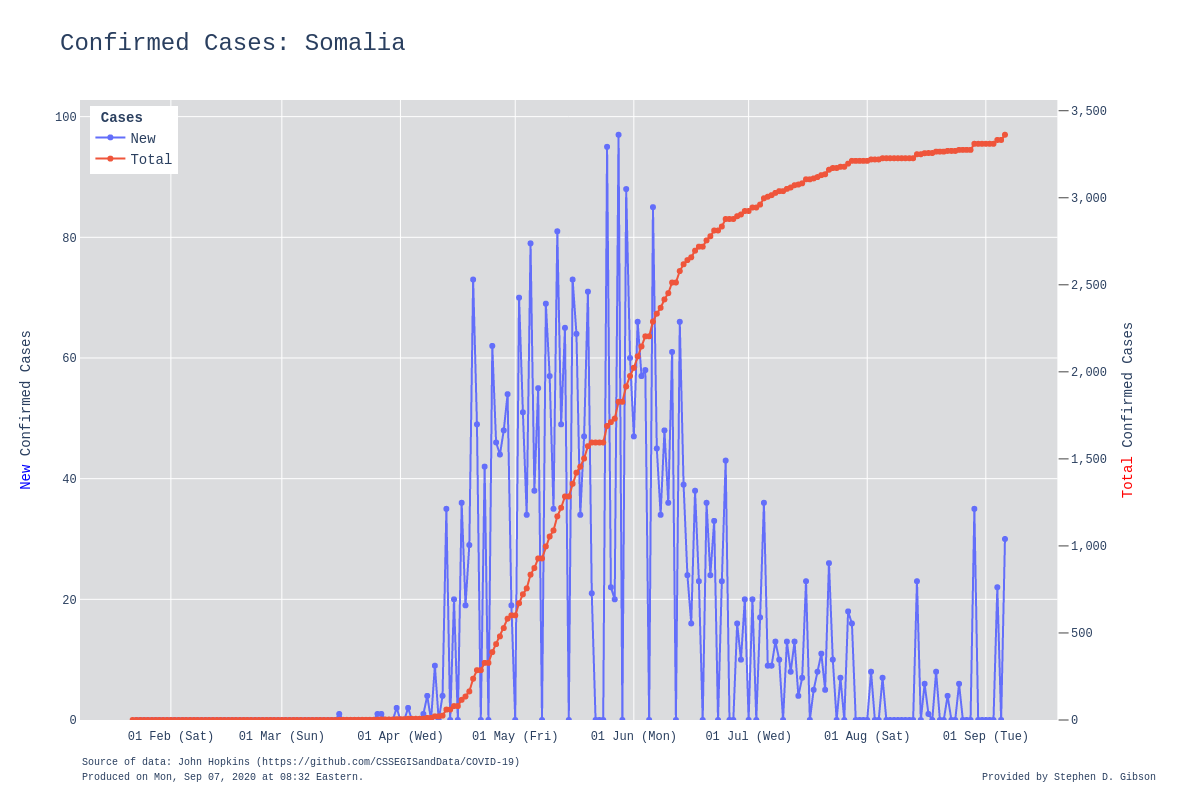 Confirmed Cases: Somalia
Cases
New
Total
100
80
60
40
20
0
3,500
3,000
2,500
2,000
1,500
1,000
500
0
New Confirmed Cases
Total Confirmed Cases
01 Feb (Sat)
01 Mar (Sun)
01 Apr (Wed)
01 May (Fri)
01 Jun (Mon)
01 Jul (Wed)
01 Aug (Sat)
01 Sep (Tue)
Source of data: John Hopkins (https://github.com/CSSEGISandData/COVID-19)
Produced on Mon, Sep 07, 2020 at 08:32 Eastern.
Provided by Stephen D. Gibson